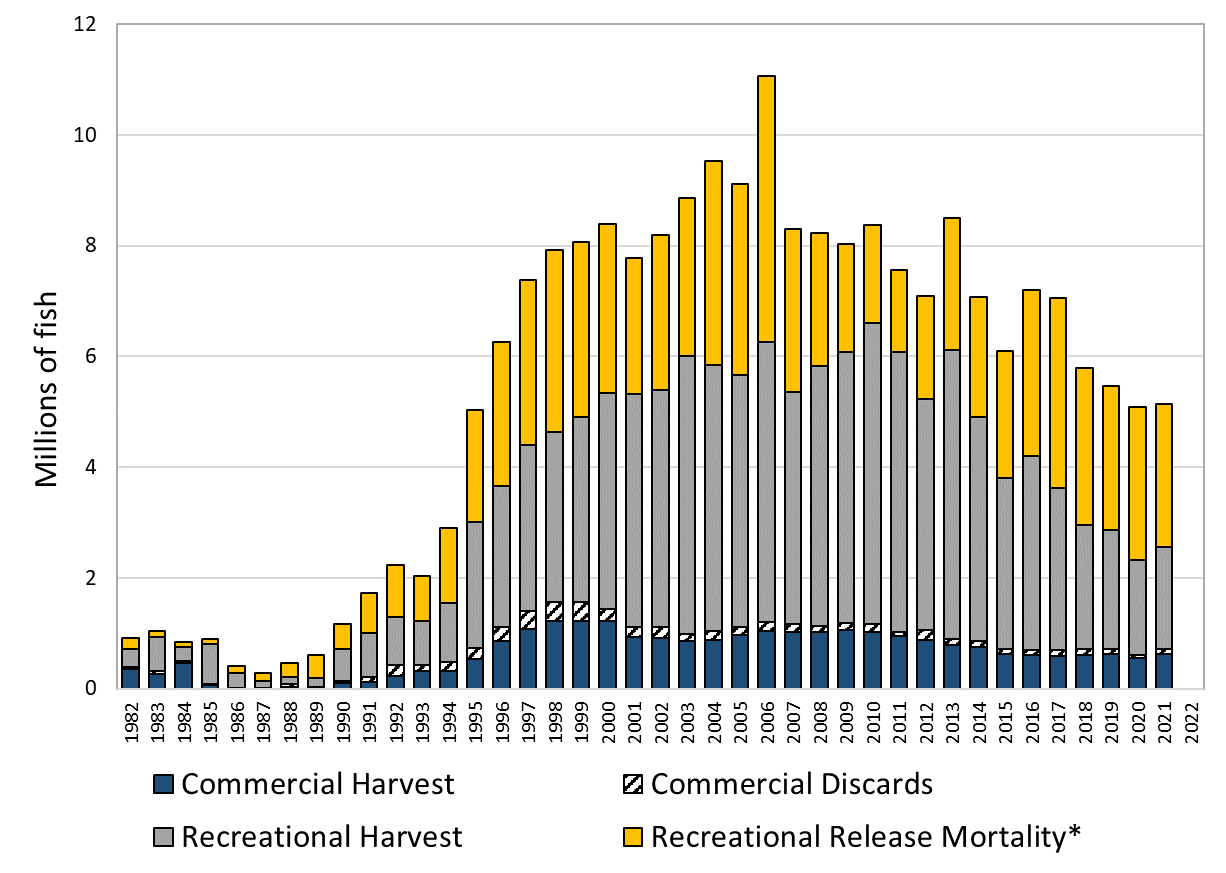 12
10
8
6
4
2
0
Millions of fish
1982 1983 1984 1985 1986 1987 1988 1989 1990 1991 1992 1993 1994 1995 1996 1997 1998 1999 2000 2001 2002 2003 2004 2005 2006 2007 2008 2009 2010 2011 2012 2013 2014 2015 2016 2017 2018 2019 2020 2021 2022
Commercial Harvest
Commercial Discards
Recreational Harvest
Recreational Release Mortality*